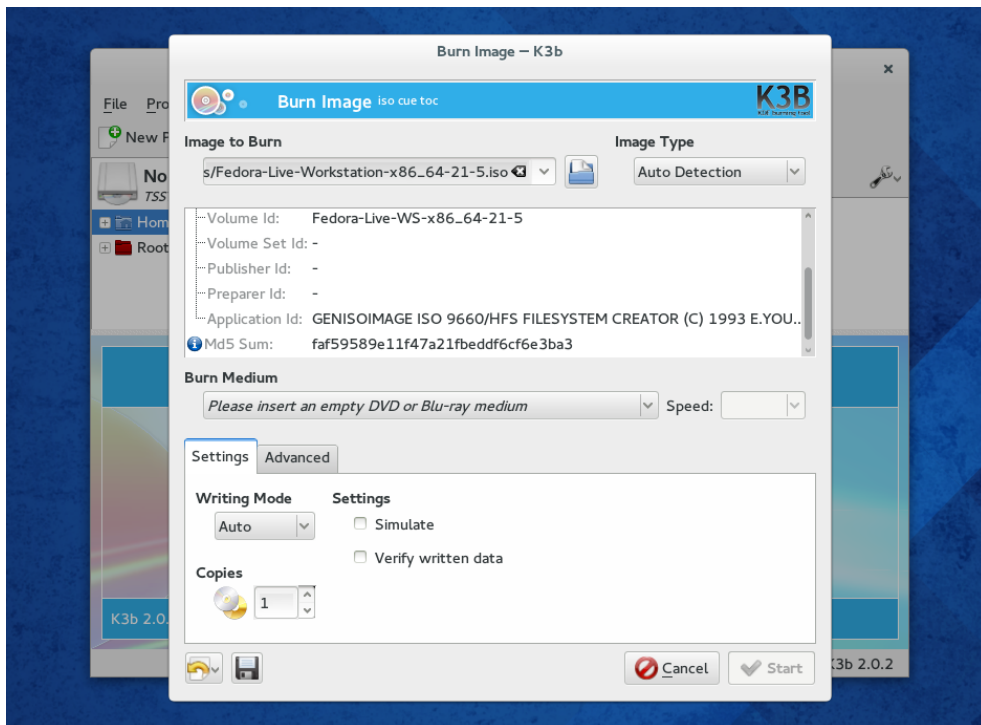 Burn Image — K3b
File Pro
New F
No
TSS
Hom
Root
Burn Image iso cue toc
K3B
Image to Burn
Image Type
s/Fedora-Live-Workstation-x86_64-21-5.iso
Auto Detection
Volume Id: Fedora-Live-WS-x86_64-21-5
Volume Set Id: -
Publisher Id: -
Preparer Id: -
Application Id: GENISOIMAGE ISO 9660/HFS FILESYSTEM CREATOR (C) 1993 E.YOU..
Md5 Sum: faf59589e11f47a21fbeddf6cf6e3ba3
Burn Medium
Please insert an empty DVD or Blu-ray medium
Speed:
Settings Advanced
Writing Mode
Settings
Auto
Simulate
Verify written data
Copies
1
K3b 2.0.
Cancel
Start
K3b 2.0.2